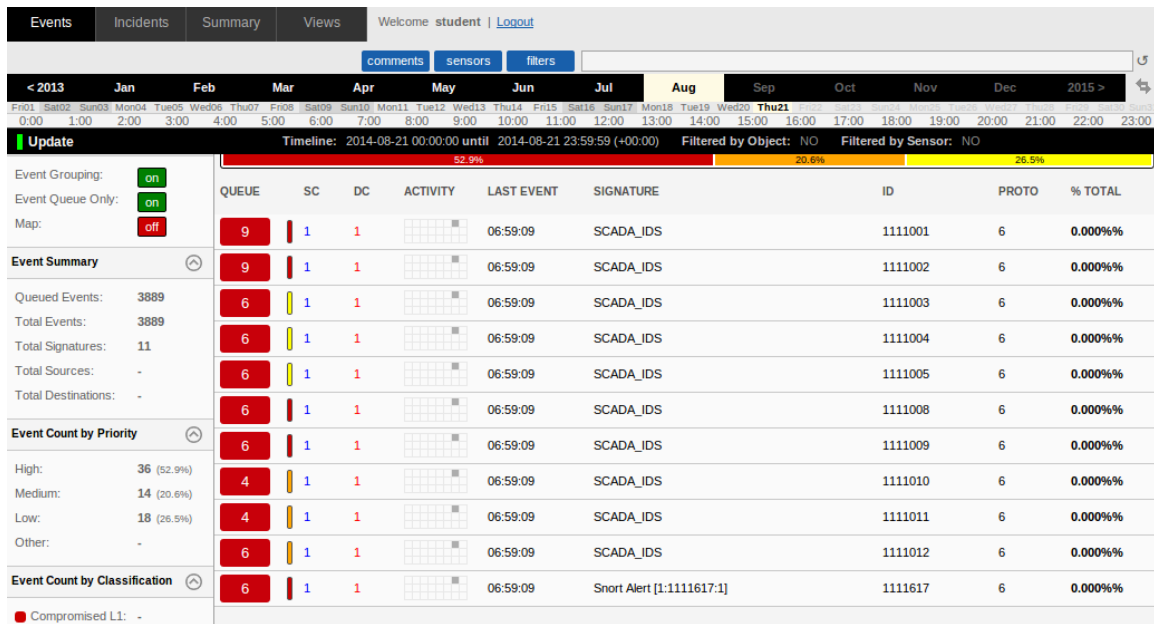 Events Incidents Summary Views Welcome student | Logout
comments sensors filters
< 2013 Jan Feb Mar Apr May Jun Jul Aug Sep Oct Nov Dec 2015 >
Fri01 Sat02 Sun03 Mon04 Tue05 Wed06 Thu07 Fri08 Sat09 Sun10 Mon11 Tue12 Wed13 Thu14 Fri15 Sat16 Sun17 Mon18 Tue19 Wed20 Thu21 Fri22 Sat23 Sun24 Mon25 Tue26 Wed27 Thu28 Fri29 Sat30
0:00 1:00 2:00 3:00 4:00 5:00 6:00 7:00 8:00 9:00 10:00 11:00 12:00 13:00 14:00 15:00 16:00 17:00 18:00 19:00 20:00 21:00 22:00 23:00
Update Timeline: 2014-08-21 00:00:00 until 2014-08-21 23:59:59 (+00:00) Filtered by Object: NO Filtered by Sensor: NO
52.9% 20.6% 26.5%
Event Grouping: on
Event Queue Only: on
Map: off
Event Summary
Queued Events: 3889
Total Events: 3889
Total Signatures: 11
Total Sources: -
Total Destinations: -
Event Count by Priority
High: 36 (52.9%)
Medium: 14 (20.6%)
Low: 18 (26.5%)
Other: -
Event Count by Classification
Compromised L1: -
QUEUE SC DC ACTIVITY LAST EVENT SIGNATURE ID PROTO % TOTAL
9 1 1 06:59:09 SCADA_IDS 1111001 6 0.000%%
9 1 1 06:59:09 SCADA_IDS 1111002 6 0.000%%
6 1 1 06:59:09 SCADA_IDS 1111003 6 0.000%%
6 1 1 06:59:09 SCADA_IDS 1111004 6 0.000%%
6 1 1 06:59:09 SCADA_IDS 1111005 6 0.000%%
6 1 1 06:59:09 SCADA_IDS 1111008 6 0.000%%
6 1 1 06:59:09 SCADA_IDS 1111009 6 0.000%%
4 1 1 06:59:09 SCADA_IDS 1111010 6 0.000%%
4 1 1 06:59:09 SCADA_IDS 1111011 6 0.000%%
6 1 1 06:59:09 SCADA_IDS 1111012 6 0.000%%
6 1 1 06:59:09 Snort Alert [1:1111617:1] 1111617 6 0.000%%